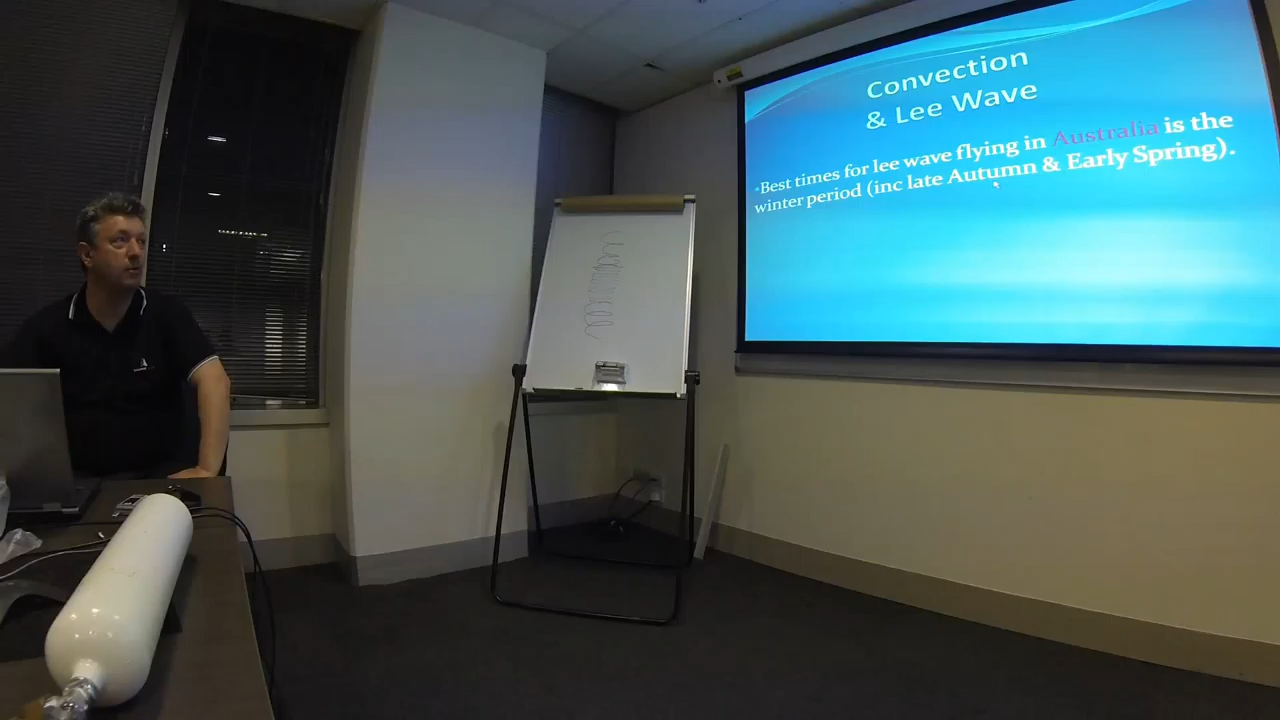 Convection
& Lee Wave
Best times for lee wave flying in Australia is the
winter period (inc late Autumn & Early Spring).